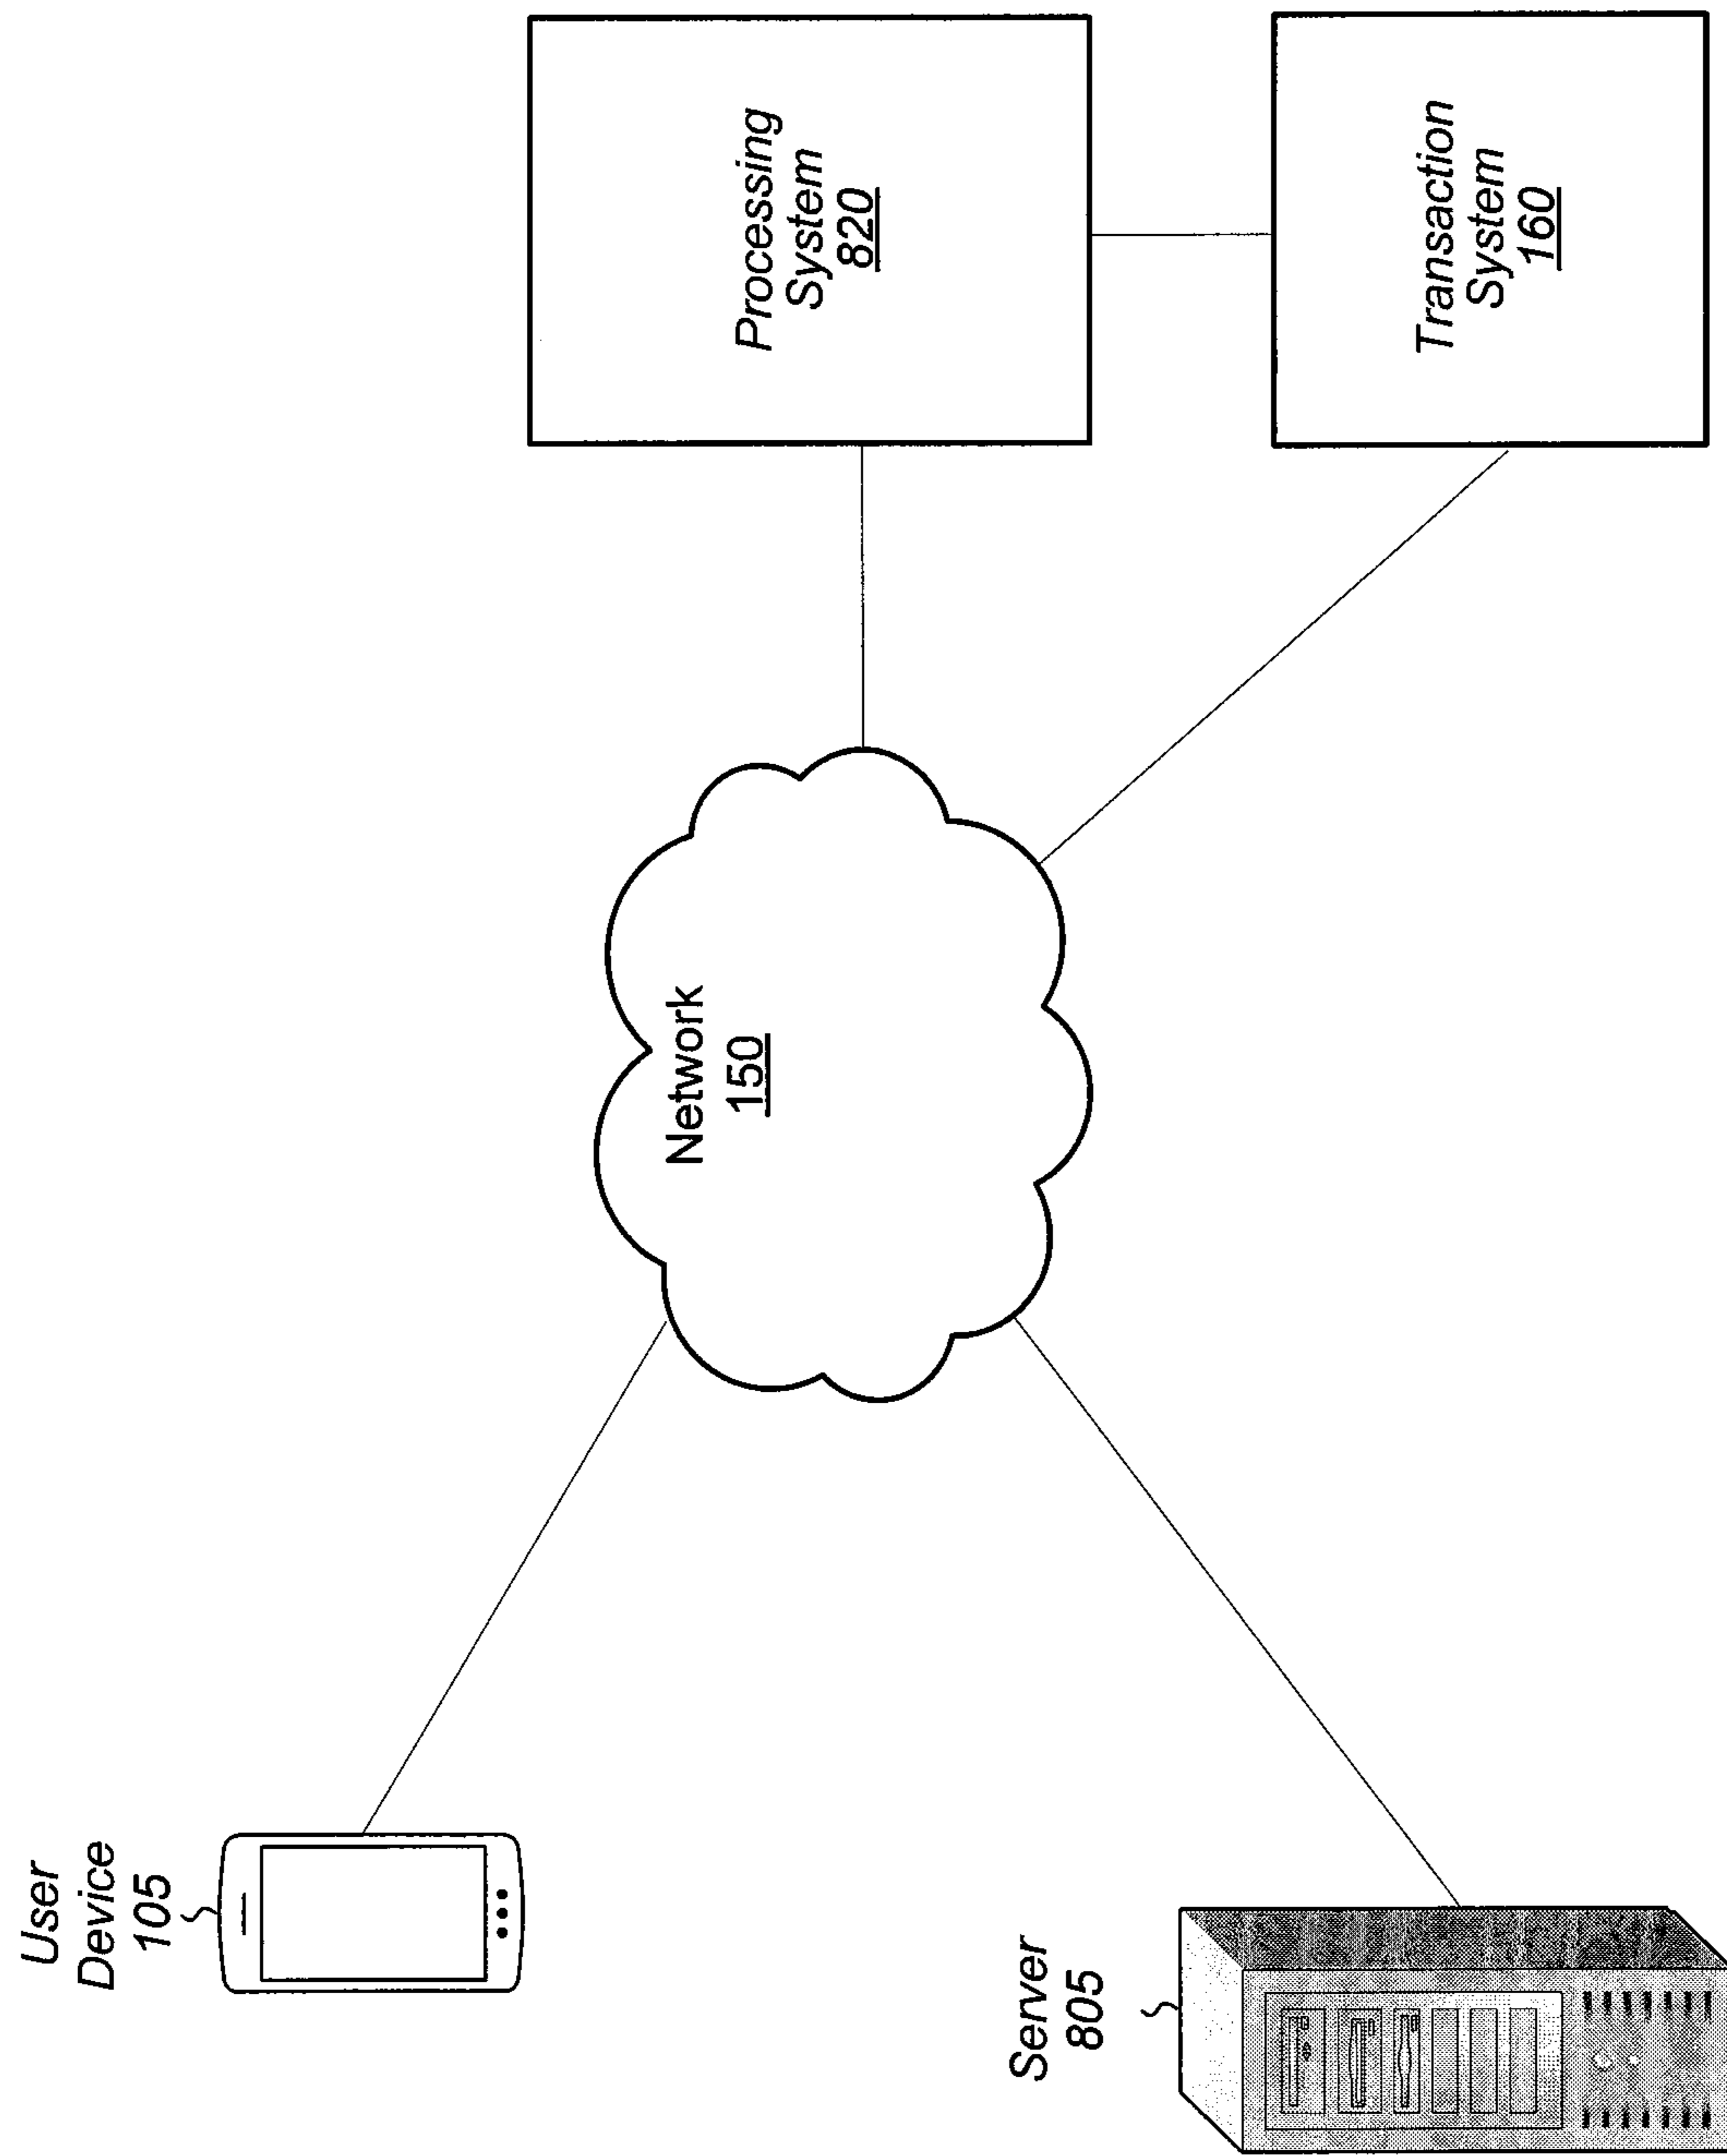 User
Device
105
Server
805
Network
150
Processing
System
820
Transaction
System
160